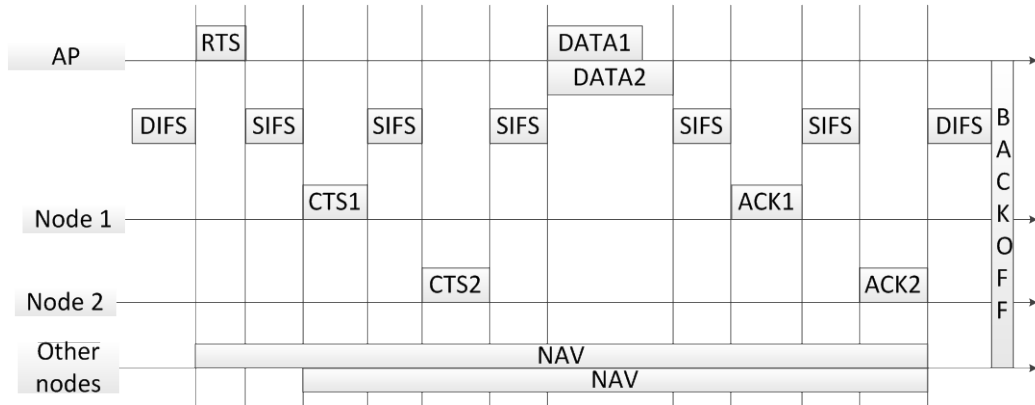 RTS
DATA1
AP
DATA2
DIFS SIFS SIFS SIFS SIFS SIFS DIFS
BACKOFF
CTS1 ACK1
Node 1
CTS2 ACK2
Node 2
Other
nodes
NAV
NAV